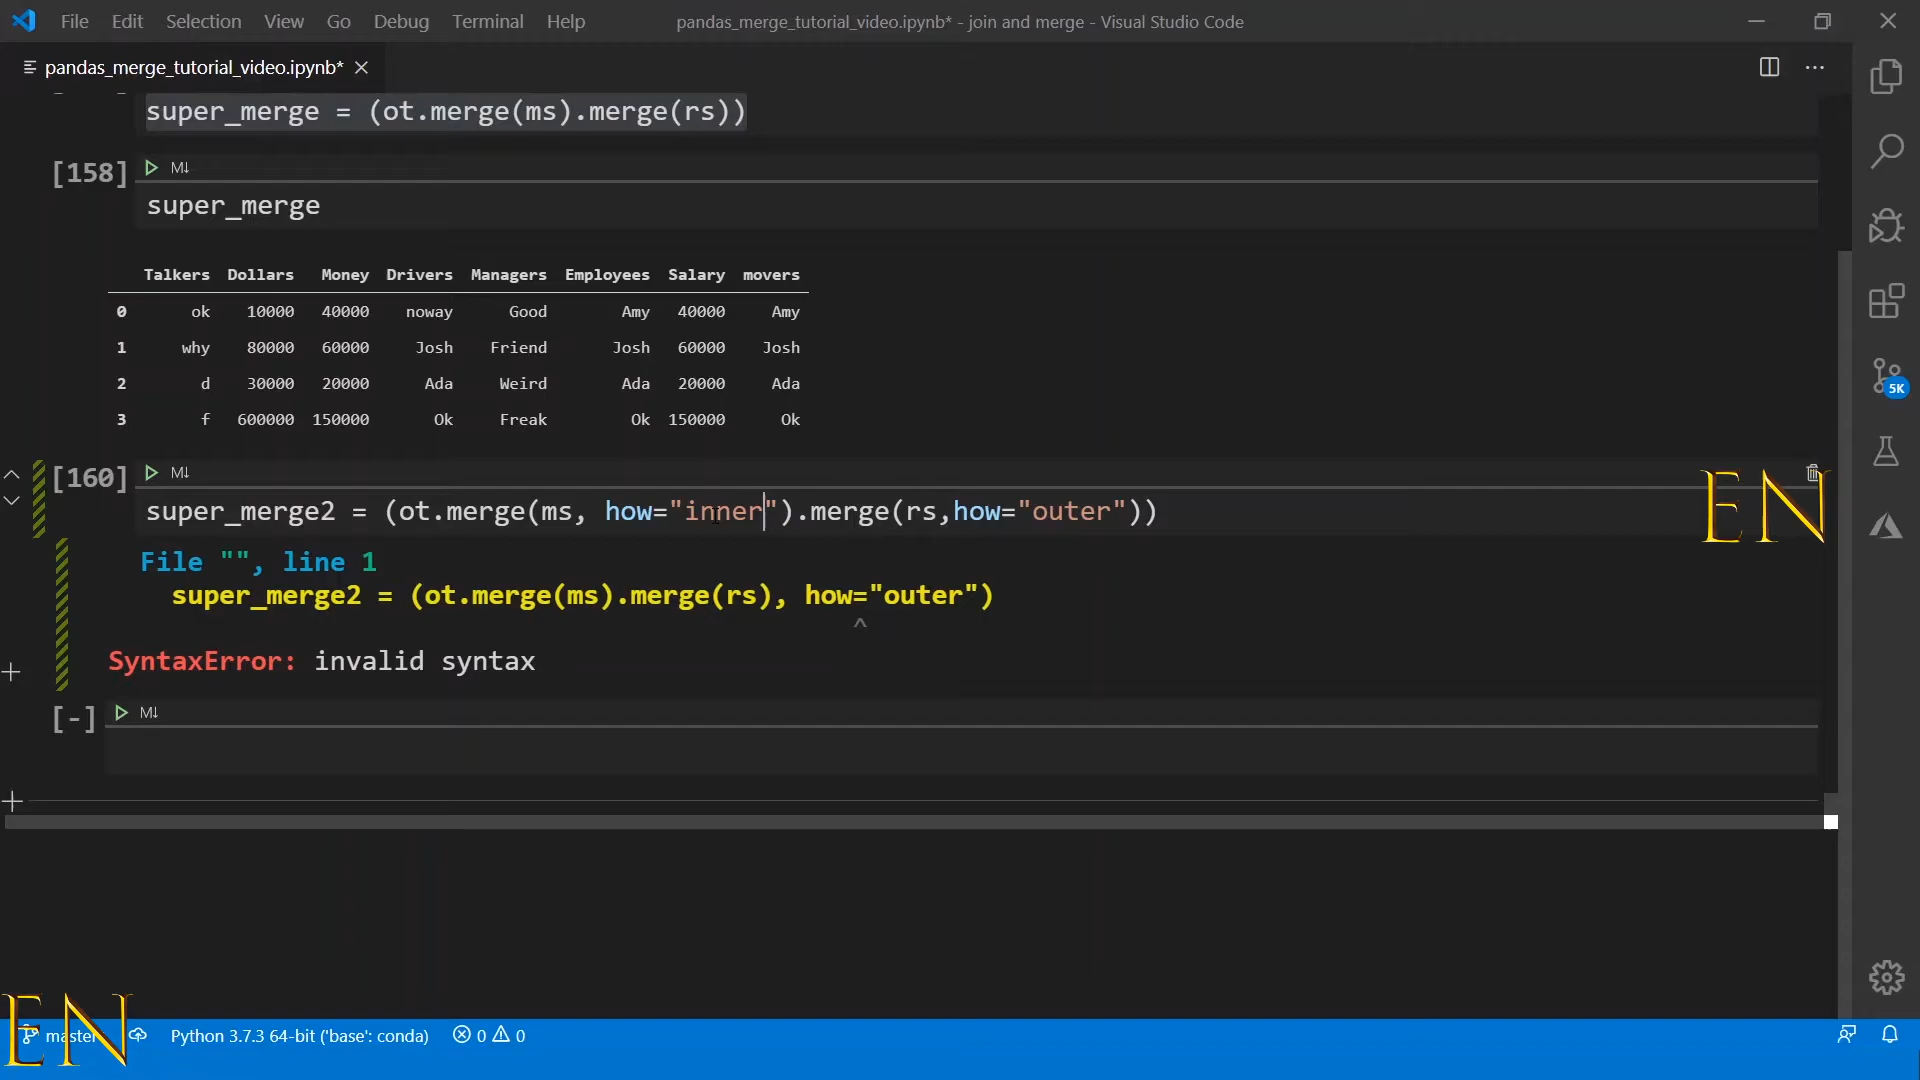 File Edit Selection View Go Debug Terminal Help pandas_merge_tutorial_video.ipynb* - join and merge - Visual Studio Code
pandas_merge_tutorial_video.ipynb*
super_merge = (ot.merge(ms).merge(rs))
[158] M↓
super_merge
Talkers Dollars Money Drivers Managers Employees Salary movers
0 ok 10000 40000 noway Good Amy 40000 Amy
1 why 80000 60000 Josh Friend Josh 60000 Josh
2 d 30000 20000 Ada Weird Ada 20000 Ada
3 f 600000 150000 Ok Freak Ok 150000 Ok
5K
[160] M↓
super_merge2 = (ot.merge(ms, how="inner").merge(rs,how="outer"))
EN
File "", line 1
super_merge2 = (ot.merge(ms).merge(rs), how="outer")
^
SyntaxError: invalid syntax
[-] M↓
EN
master Python 3.7.3 64-bit ('base': conda) 0 0